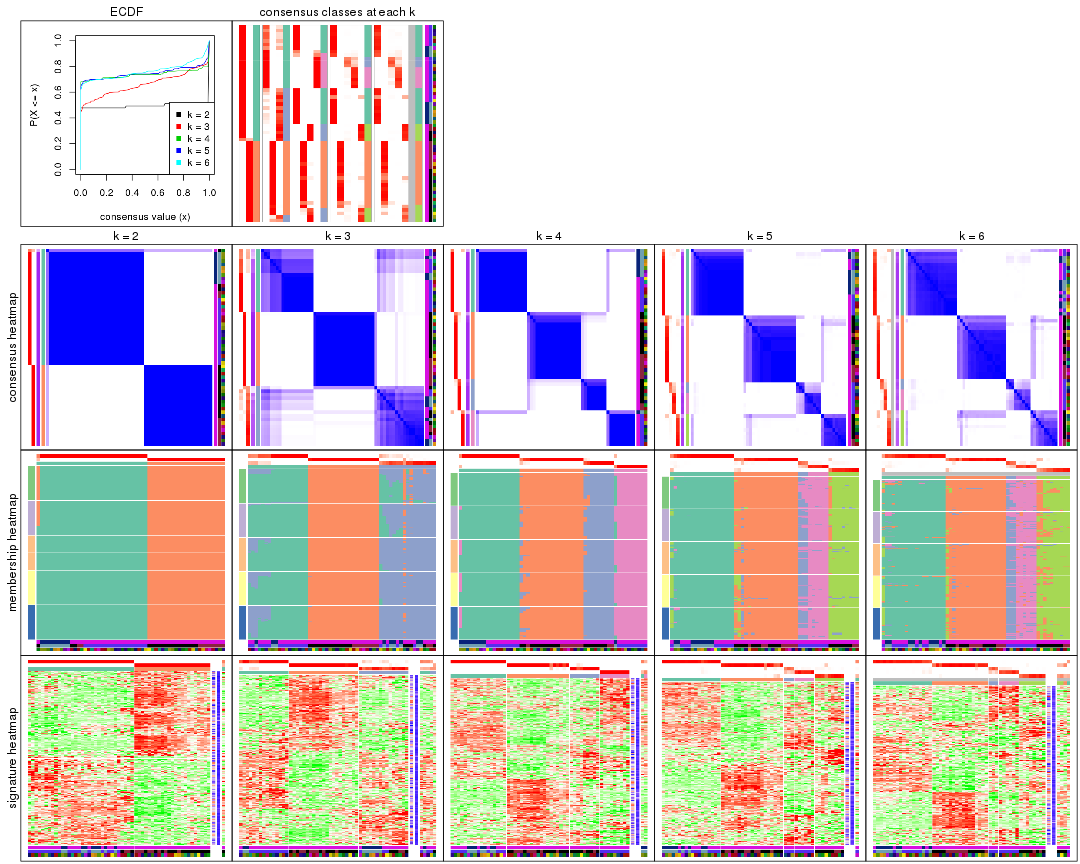 ECDF
consensus classes at each k
P(X <= x)
1.0
0.8
0.6
0.4
0.2
0.0
k = 2
k = 3
k = 4
k = 5
k = 6
0.0 0.2 0.4 0.6 0.8 1.0
consensus value (x)
k = 2
k = 3
k = 4
k = 5
k = 6
consensus heatmap
membership heatmap
signature heatmap